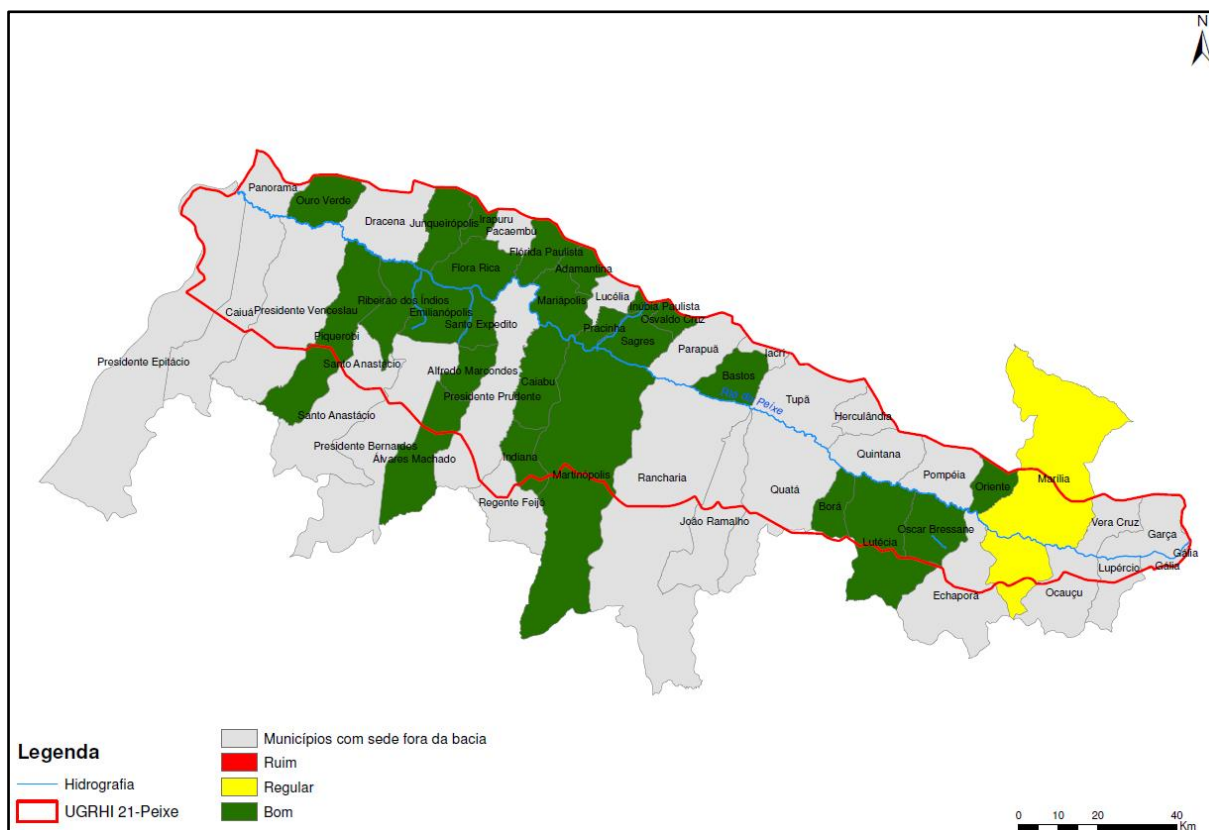 N
Panorama
Ouro Verde
Dracena
Junqueirópolis
Irapuru
Pacaembú
Flórida Paulista
Flora Rica
Adamantina
Lucélia
Mariápolis
Inúbia Paulista
Osvaldo Cruz
Pracinha
Sagres
Parapuã
Iacri
Bastos
Rio do Peixe
Tupã
Herculândia
Quintana
Pompéia
Oriente
Marília
Vera Cruz
Garça
Gália
Gália
Lupércio
Ocauçu
Echaporã
Oscar Bressane
Lutécia
Borá
Quatá
João Ramalho
Rancharia
Martinópolis
Indiana
Regente Feijó
Caiabu
Presidente Prudente
Alfredo Marcondes
Santo Expedito
Emilianópolis
Ribeirão dos Índios
Piquerobi
Santo Anastácio
Santo Anastácio
Presidente Bernardes
Álvares Machado
Presidente Venceslau
Caiuá
Presidente Epitácio
Legenda
Hidrografia
UGRHI 21-Peixe
Municípios com sede fora da bacia
Ruim
Regular
Bom
0 10 20 40
Km